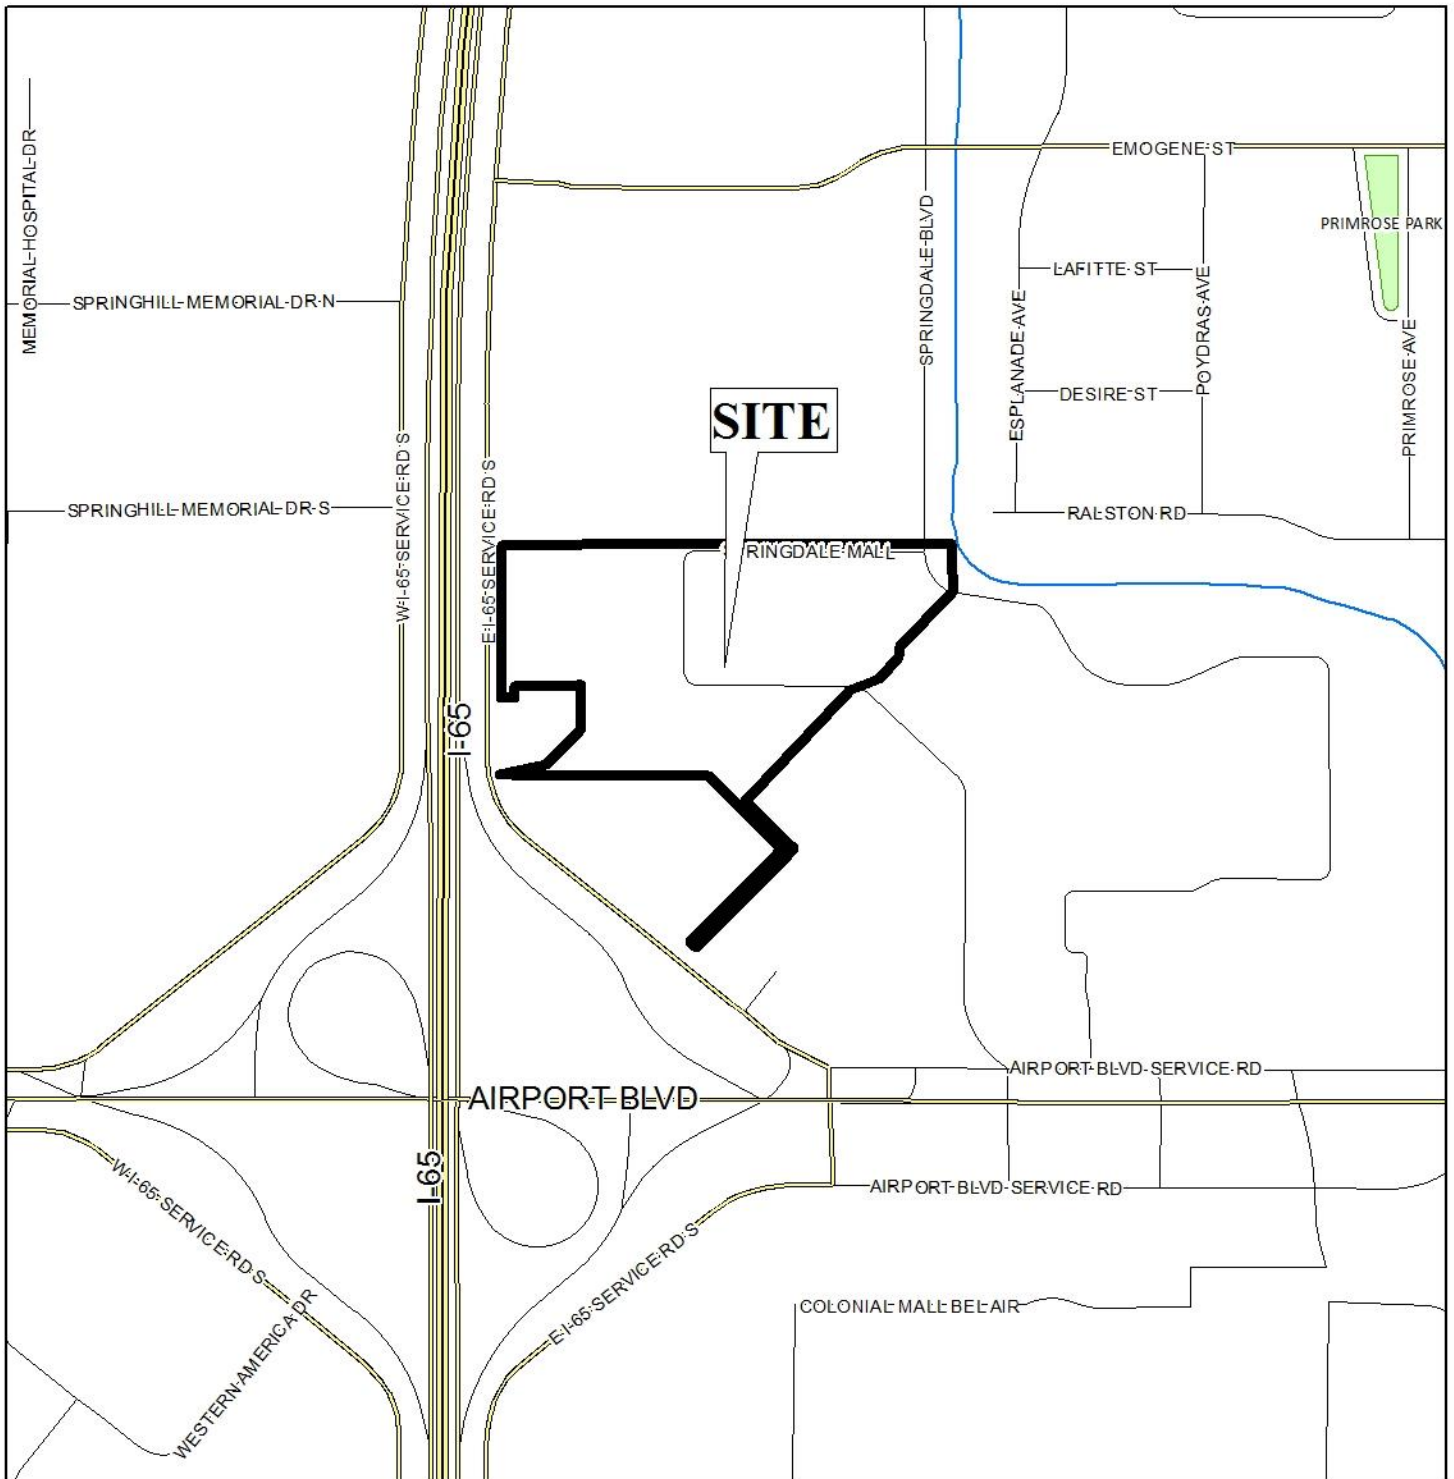 EMOGENE ST
MEMORIAL HOSPITAL DR
PRIMROSE PARK
SPRINGDALE BLVD
LAFITTE ST
SPRINGHILL MEMORIAL DR N
ESPLANADE AVE
POYDRAS AVE
PRIMROSE AVE
DESIRE ST
SITE
W I-65 SERVICE RD S
E I-65 SERVICE RD S
SPRINGHILL MEMORIAL DR S
RALSTON RD
RINGDALE MALL
I-65
AIRPORT BLVD SERVICE RD
AIRPORT BLVD
I-65
AIRPORT BLVD SERVICE RD
W I-65 SERVICE RD S
E I-65 SERVICE RD S
COLONIAL MALL BEL AIR
WESTERN AMERICA DR